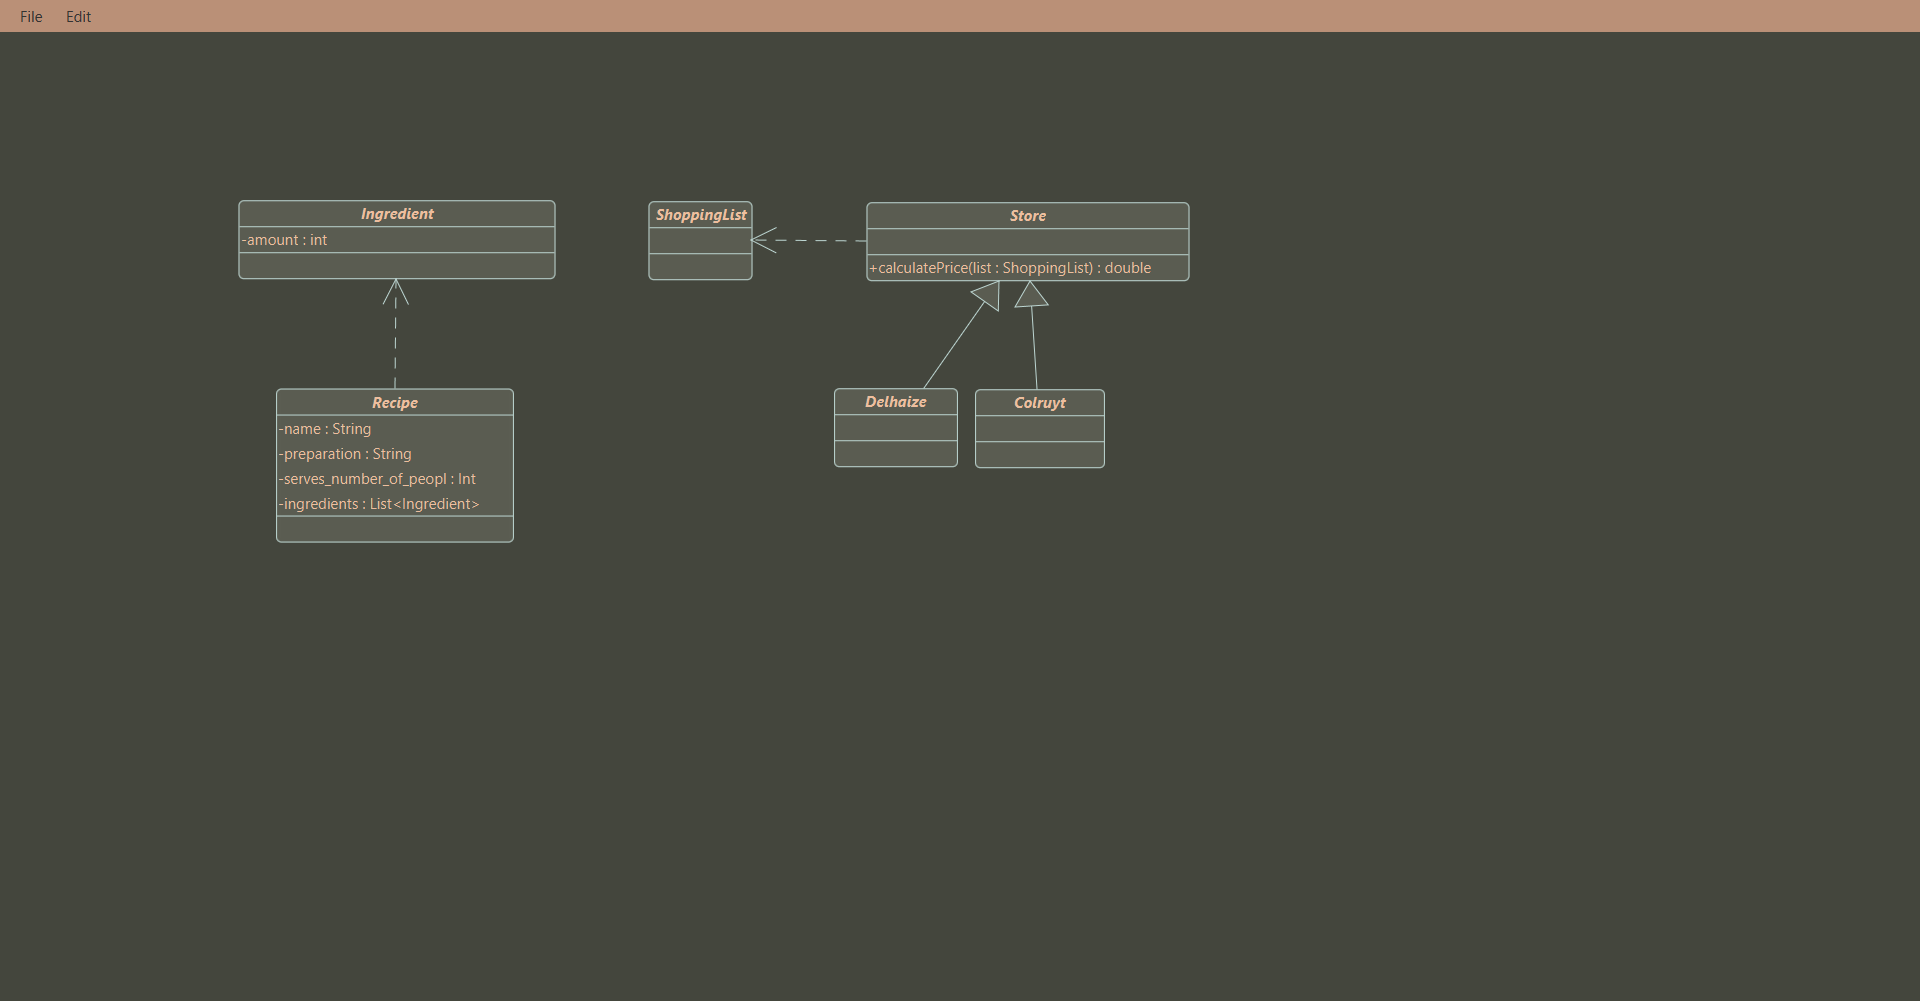 File Edit
Ingredient
-amount : int
ShoppingList
Store
+calculatePrice(list : ShoppingList) : double
Recipe
-name : String
-preparation : String
-serves_number_of_peopl : Int
-ingredients : List<Ingredient>
Delhaize
Colruyt